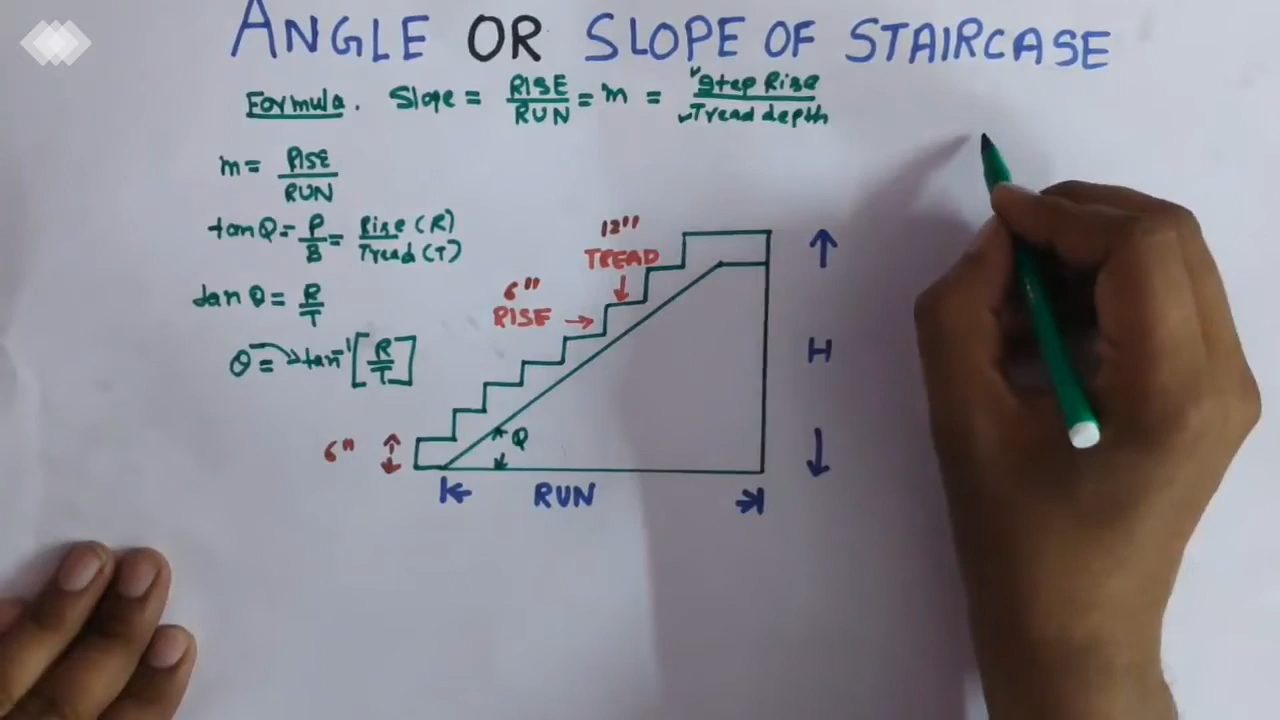 ANGLE OR SLOPE OF STAIRCASE
Formula. Slope = RISE/RUN = m = Step Rise/Tread depth
m = RISE/RUN
tanθ = P/B = Rise (R)/Tread (T)
tan θ = R/T
θ = tan⁻¹ [R/T]
12"
TREAD
6"
RISE
H
6"
θ
RUN